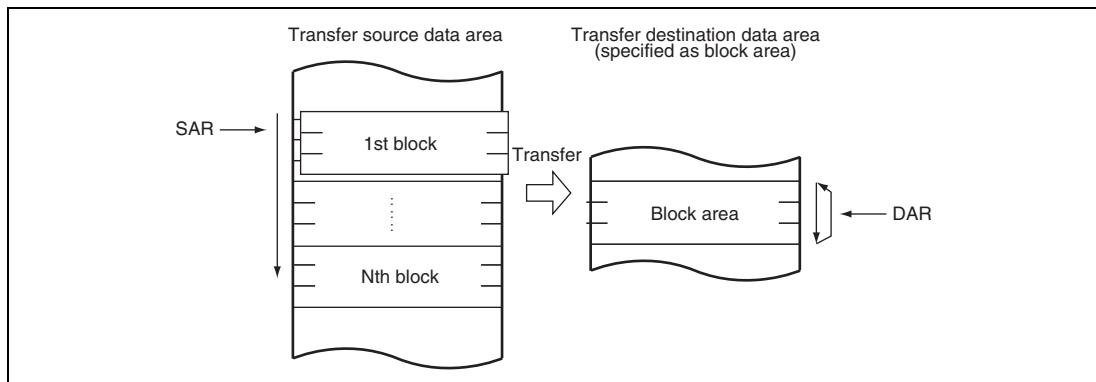 Transfer source data area
Transfer destination data area
(specified as block area)
SAR
1st block
Transfer
Block area
DAR
Nth block